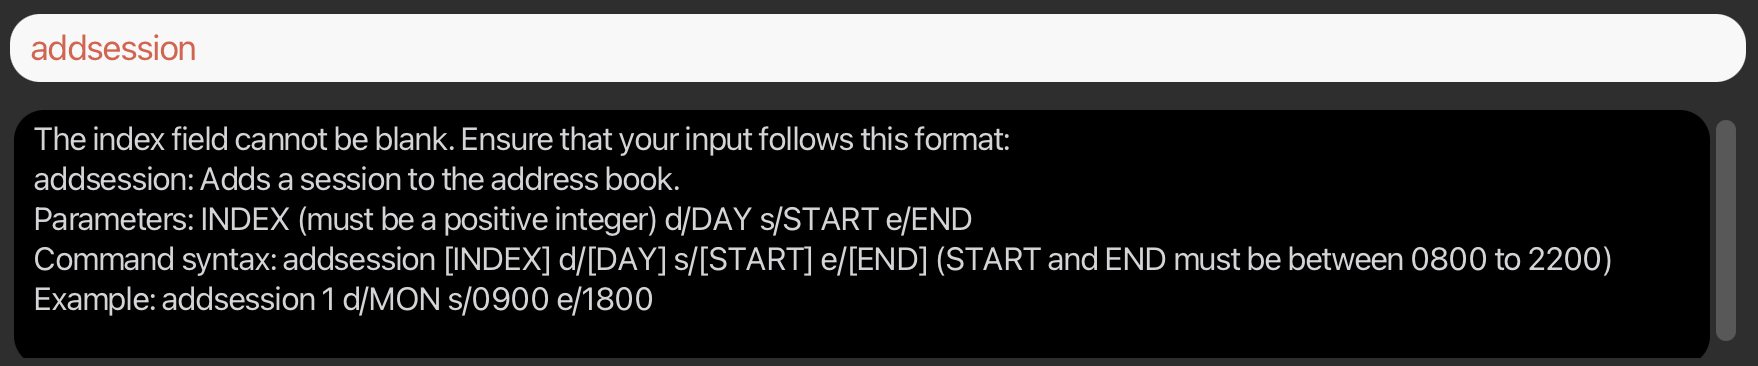 addsession
The index field cannot be blank. Ensure that your input follows this format:
addsession: Adds a session to the address book.
Parameters: INDEX (must be a positive integer) d/DAY s/START e/END
Command syntax: addsession [INDEX] d/[DAY] s/[START] e/[END] (START and END must be between 0800 to 2200)
Example: addsession 1 d/MON s/0900 e/1800